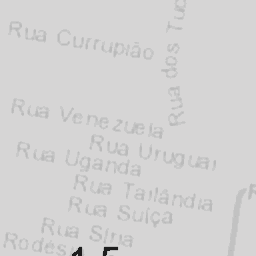 Rua Currupião
Rua dos Tuc
Rua Venezuela
Rua Uruguai
Rua Uganda
Rua Tailândia
Rua Suíça
Rua Síria
Rodés